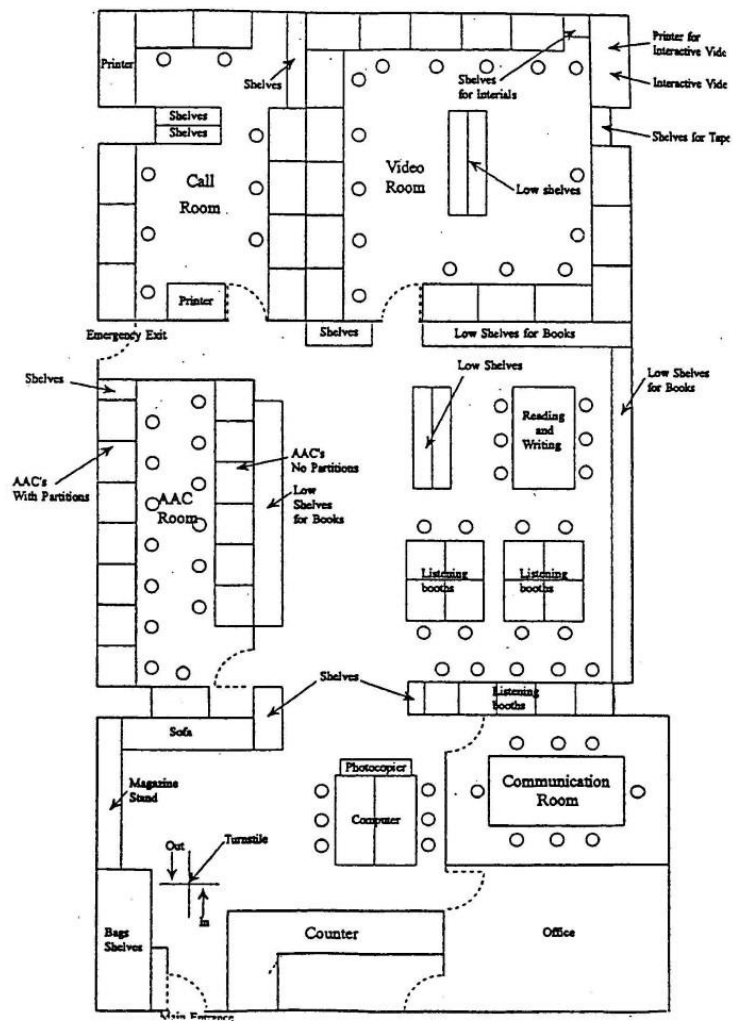 Printer
Shelves
Shelves
for Interials
Printer for
Interactive Vide
Interactive Vide
Shelves
Shelves
Shelves for Tape
Call
Room
Video
Room
Low shelves
Printer
Emergency Exit
Shelves
Low Shelves for Books
Shelves
Low Shelves
Low Shelves
for Books
Reading
and
Writing
AAC's
With Partitions
AAC
Room
AAC's
No Partitions
Low
Shelves
for Books
Listening
booths
Listening
booths
Shelves
Listening
booths
Sofa
Magazine
Stand
Photocopier
Computer
Communication
Room
Out
Turnstile
In
Bags
Shelves
Counter
Office
Main Entrance